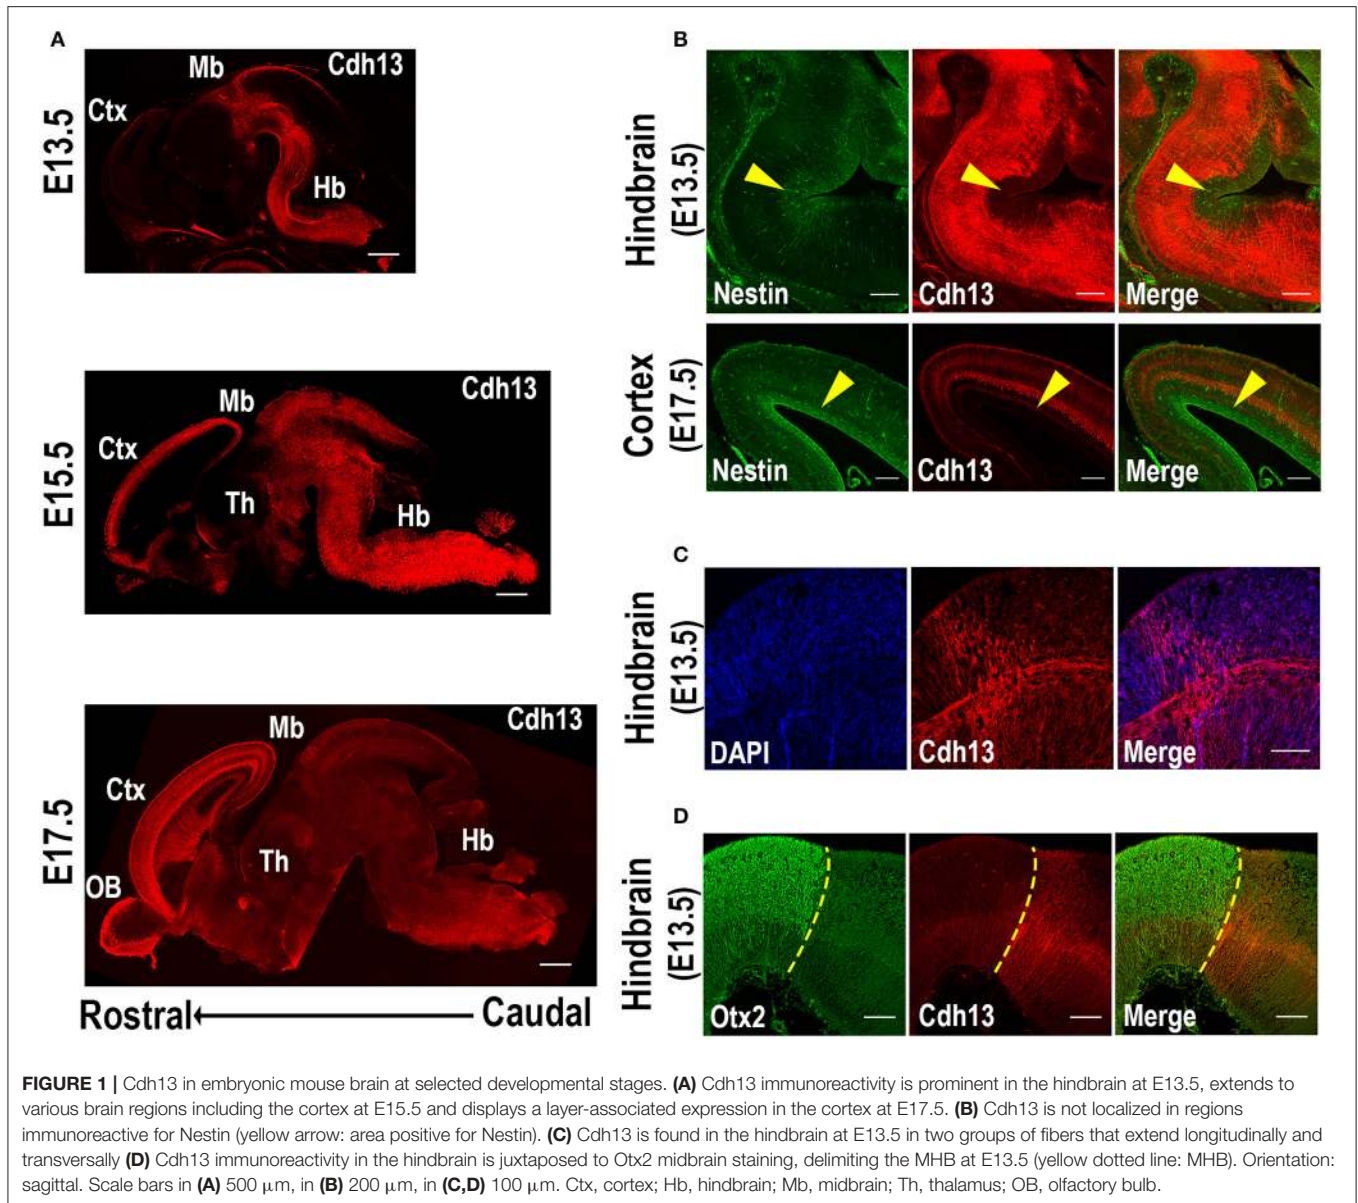 A
Cdh13
Mb
Ctx
Hb
E13.5
Cdh13
Mb
Ctx
Th
Hb
E15.5
Cdh13
Mb
Ctx
Hb
Th
OB
E17.5
Rostral
Caudal
B
Hindbrain
(E13.5)
Nestin
Cdh13
Merge
Cortex
(E17.5)
Nestin
Cdh13
Merge
C
Hindbrain
(E13.5)
DAPI
Cdh13
Merge
D
Hindbrain
(E13.5)
Otx2
Cdh13
Merge
FIGURE 1 | Cdh13 in embryonic mouse brain at selected developmental stages. (A) Cdh13 immunoreactivity is prominent in the hindbrain at E13.5, extends to
various brain regions including the cortex at E15.5 and displays a layer-associated expression in the cortex at E17.5. (B) Cdh13 is not localized in regions
immunoreactive for Nestin (yellow arrow: area positive for Nestin). (C) Cdh13 is found in the hindbrain at E13.5 in two groups of fibers that extend longitudinally and
transversally (D) Cdh13 immunoreactivity in the hindbrain is juxtaposed to Otx2 midbrain staining, delimiting the MHB at E13.5 (yellow dotted line: MHB). Orientation:
sagittal. Scale bars in (A) 500 μm, in (B) 200 μm, in (C,D) 100 μm. Ctx, cortex; Hb, hindbrain; Mb, midbrain; Th, thalamus; OB, olfactory bulb.